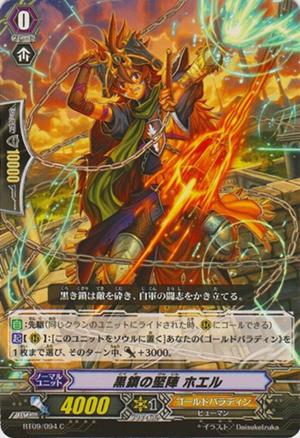 0
10000
黒き鎖は敵を砕き、自軍の闘志をかき立てる。
:先駆(同じクランのユニットにライドされた時、
にコールできる)
:[このユニットをソウルに置く]あなたの《ゴールドパラディン》を
1枚まで選び、そのターン中、+3000。
ノーマル
ユニット
黒鎖の堅陣 ホエル
4000
1
ゴールドパラディン
ヒューマン
BT09/094 C
イラスト/DaisukeIzuka